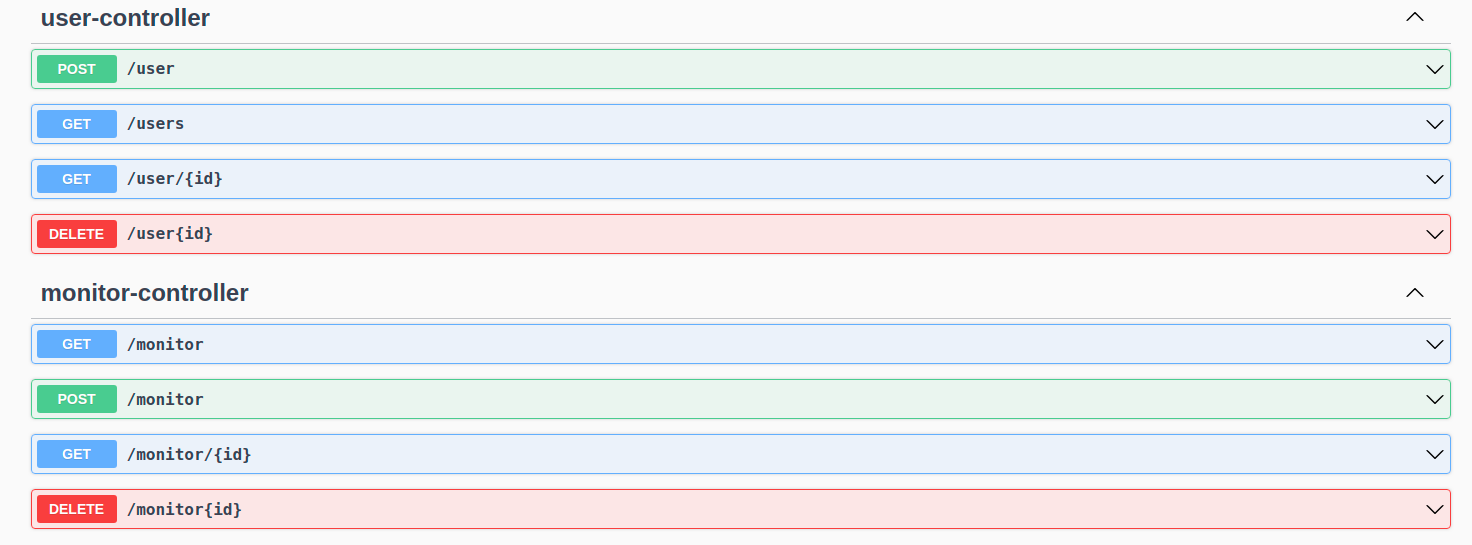 user-controller
POST /user
GET /users
GET /user/{id}
DELETE /user{id}
monitor-controller
GET /monitor
POST /monitor
GET /monitor/{id}
DELETE /monitor{id}